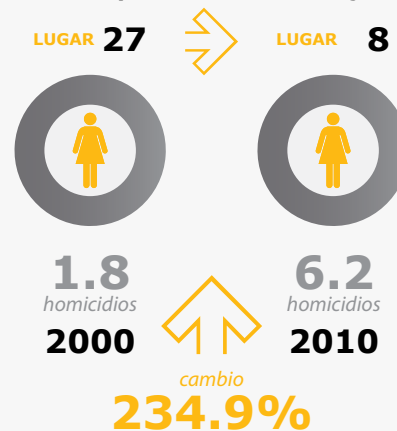 LUGAR 27
LUGAR 8
1.8
homicidios
2000
6.2
homicidios
2010
cambio
234.9%